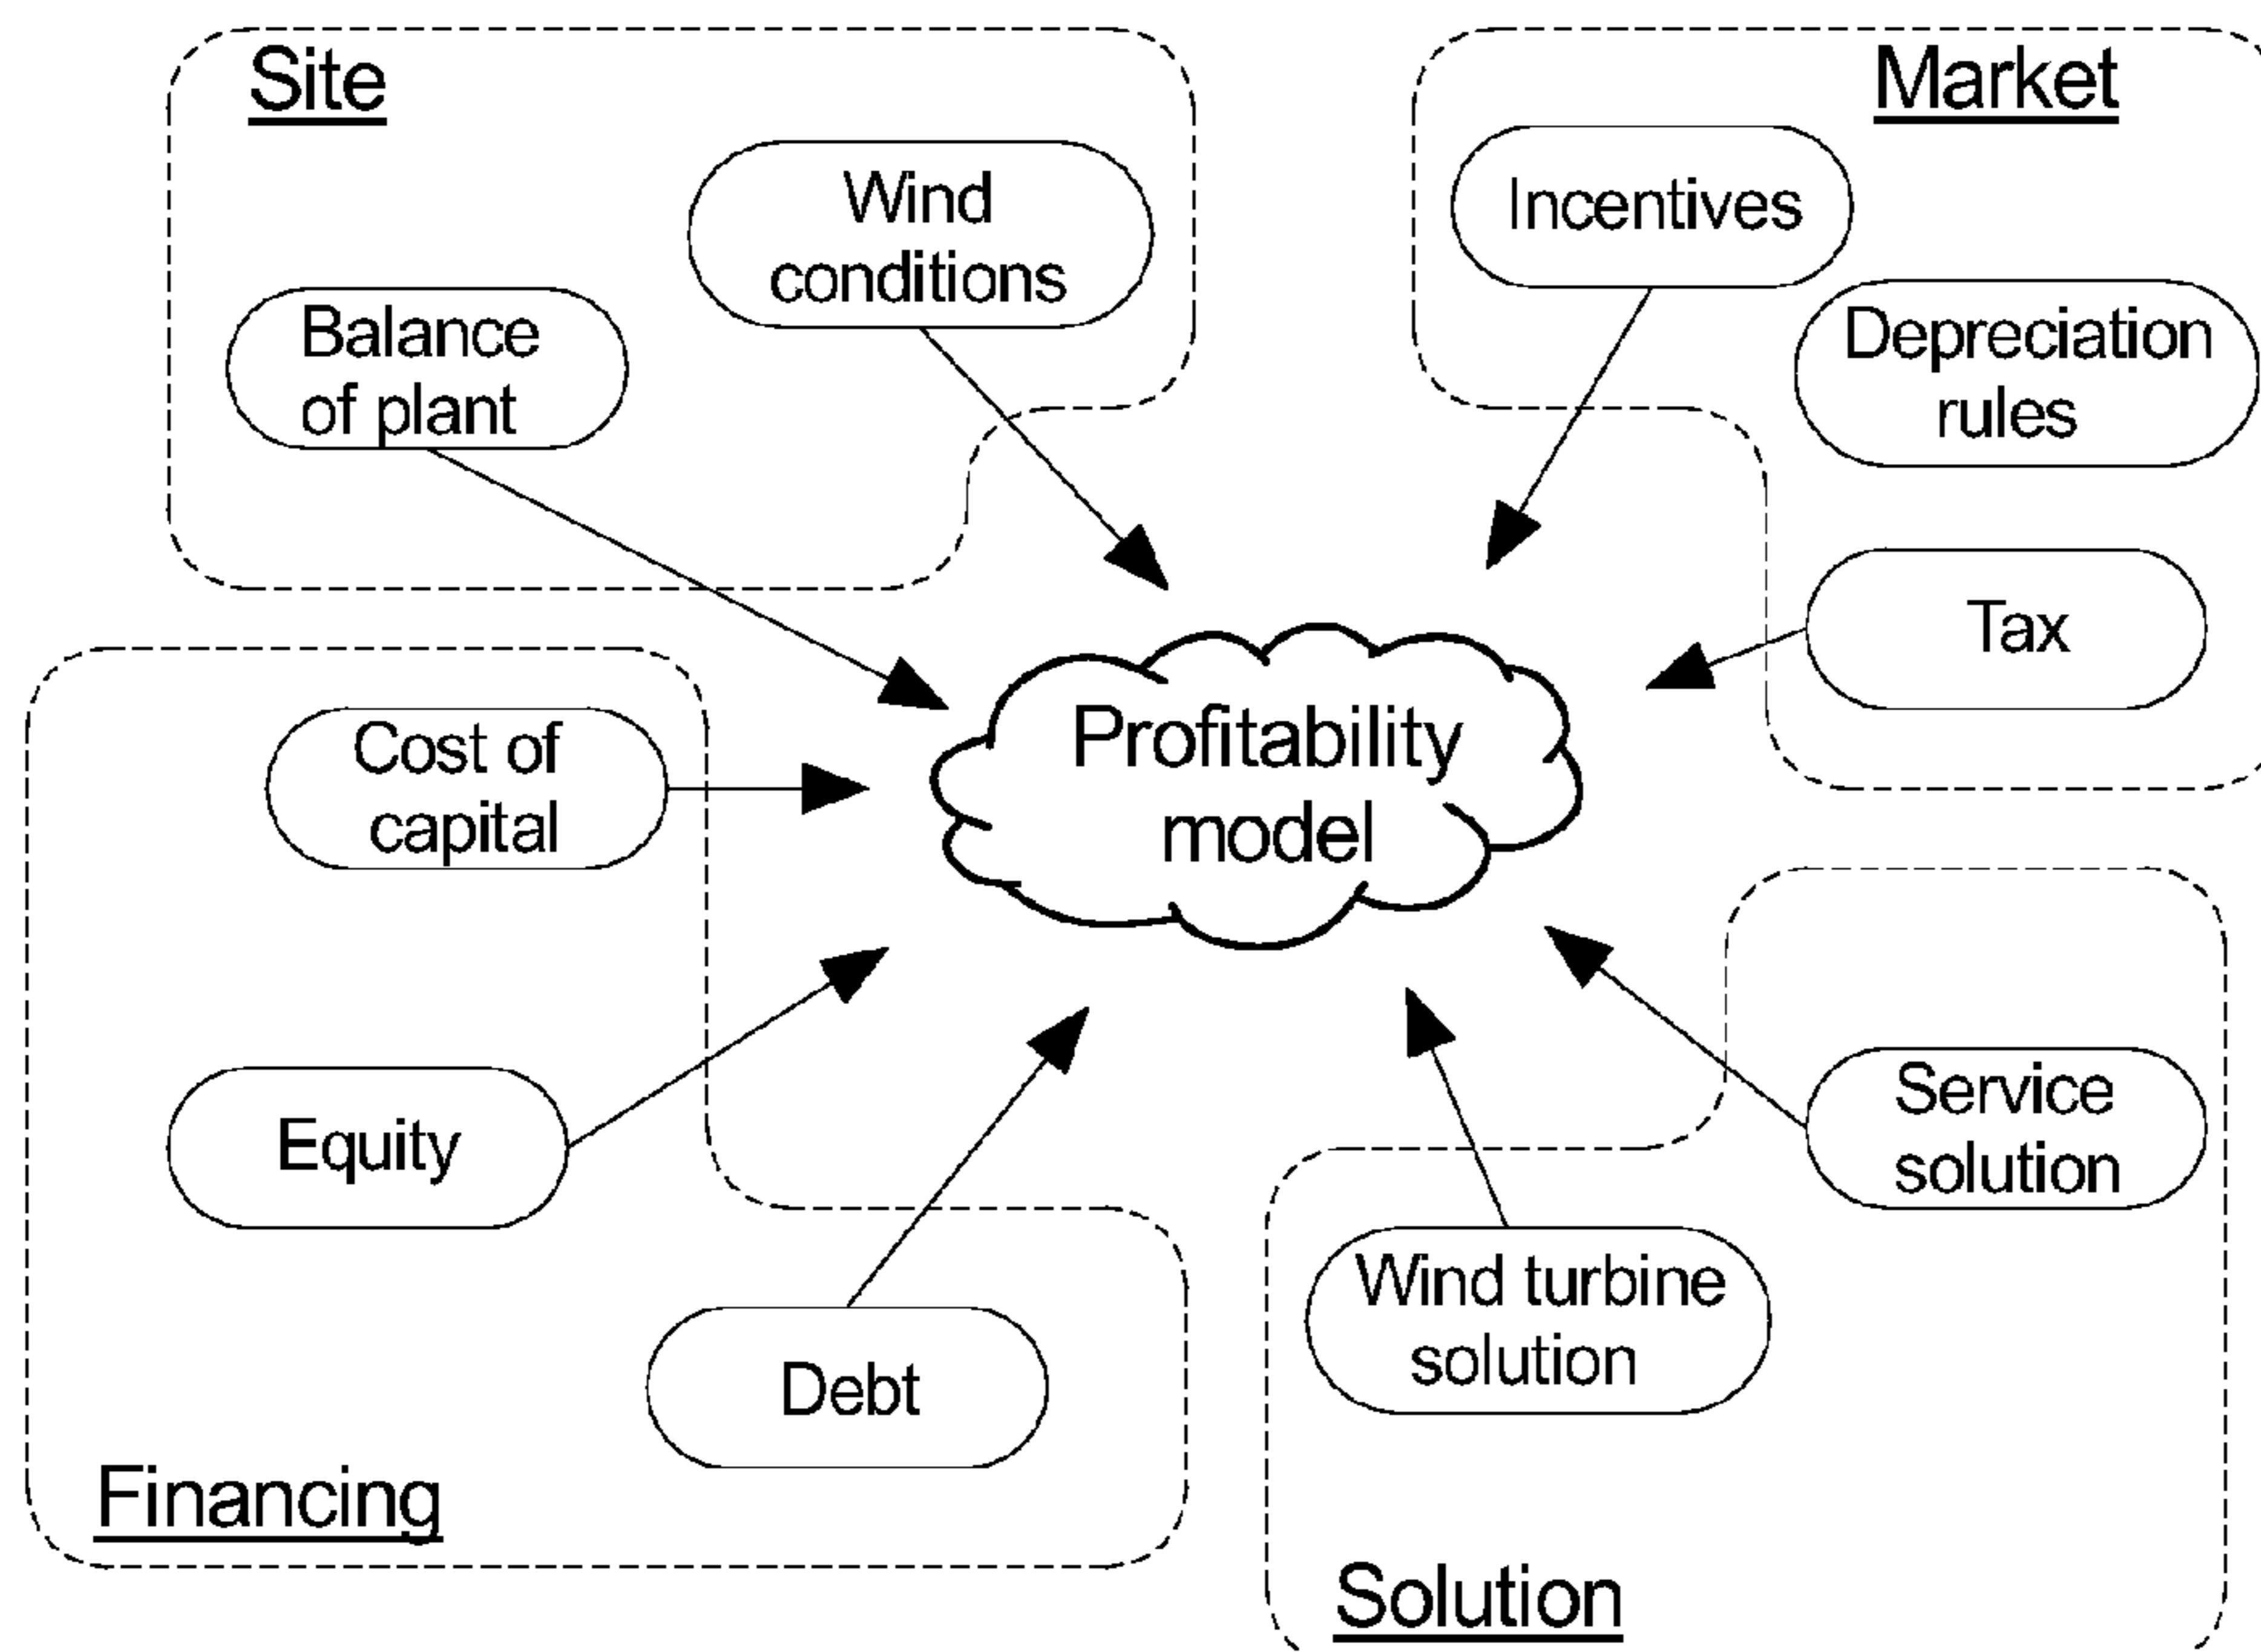 Site
Market
Wind
conditions
Incentives
Balance
of plant
Depreciation
rules
Tax
Cost of
capital
Profitability
model
Equity
Service
solution
Wind turbine
solution
Debt
Financing
Solution